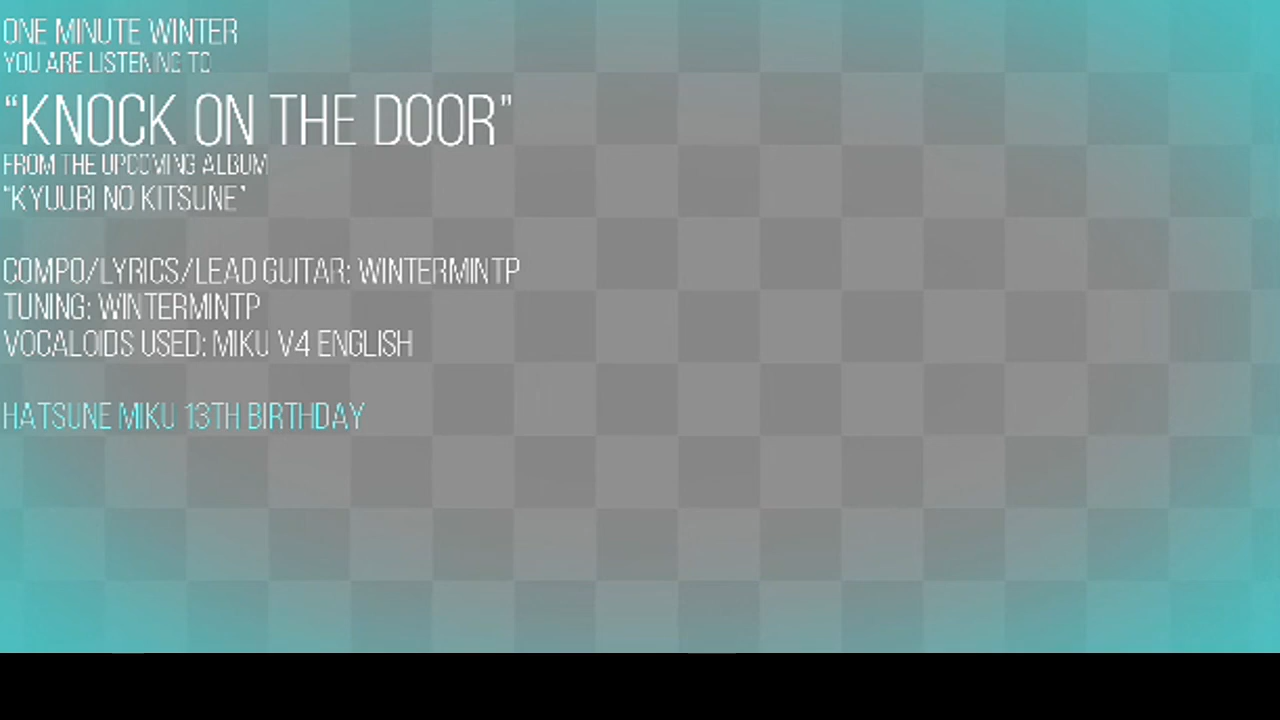 ONE MINUTE WINTER
YOU ARE LISTENING TO
“KNOCK ON THE DOOR”
FROM THE UPCOMING ALBUM
“KYUUBI NO KITSUNE”
COMPO/LYRICS/LEAD GUITAR: WINTERMINTP
TUNING: WINTERMINTP
VOCALOIDS USED: MIKU V4 ENGLISH
HATSUNE MIKU 13TH BIRTHDAY